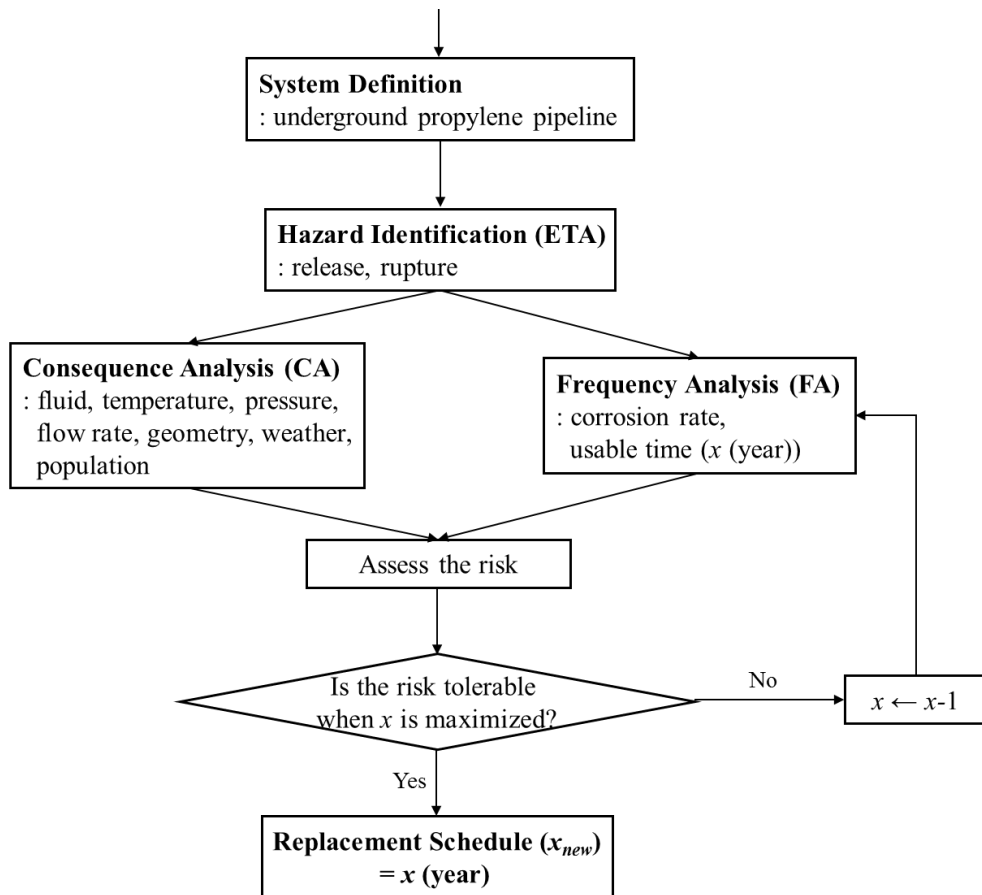 System Definition
: underground propylene pipeline
Hazard Identification (ETA)
: release, rupture
Consequence Analysis (CA)
: fluid, temperature, pressure,
flow rate, geometry, weather,
population
Frequency Analysis (FA)
: corrosion rate,
usable time (x (year))
Assess the risk
Is the risk tolerable
when x is maximized?
No
x ← x-1
Yes
Replacement Schedule (xnew)
= x (year)